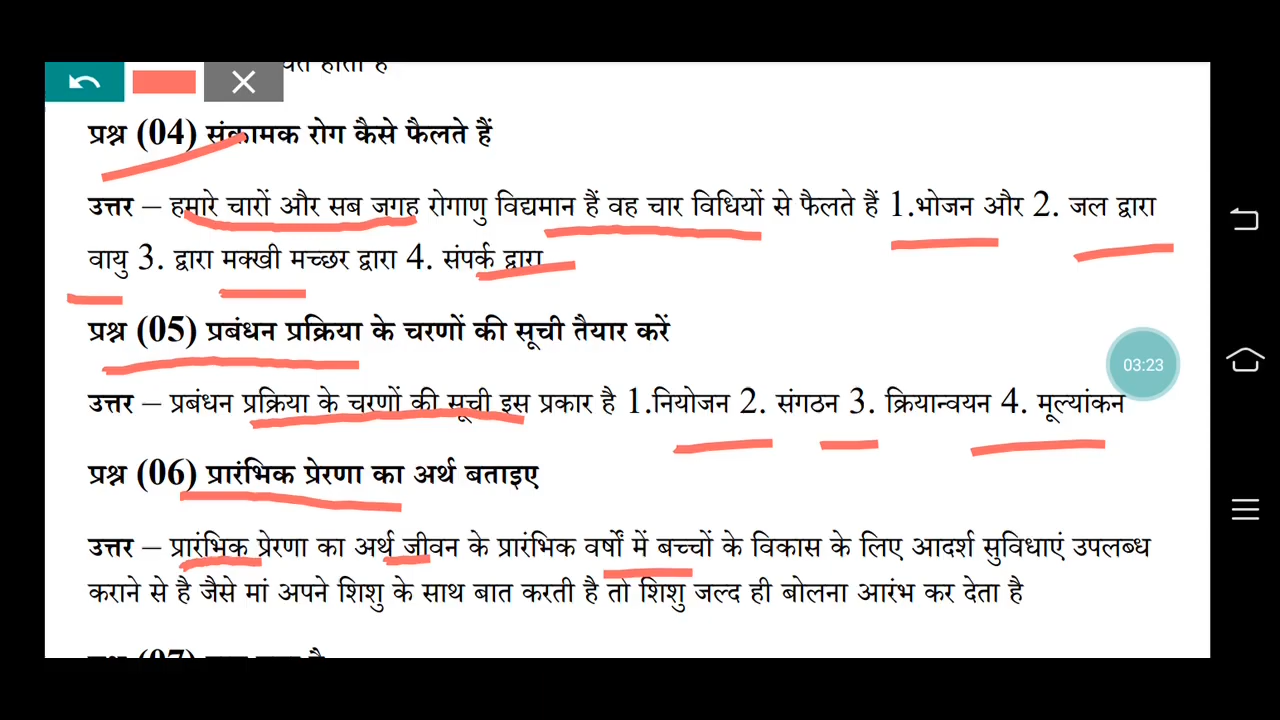 होता है
प्रश्न (04) संक्रामक रोग कैसे फैलते हैं
उत्तर – हमारे चारों और सब जगह रोगाणु विद्यमान हैं वह चार विधियों से फैलते हैं 1.भोजन और 2. जल द्वारा
वायु 3. द्वारा मक्खी मच्छर द्वारा 4. संपर्क द्वारा
प्रश्न (05) प्रबंधन प्रक्रिया के चरणों की सूची तैयार करें
03:23
उत्तर – प्रबंधन प्रक्रिया के चरणों की सूची इस प्रकार है 1.नियोजन 2. संगठन 3. क्रियान्वयन 4. मूल्यांकन
प्रश्न (06) प्रारंभिक प्रेरणा का अर्थ बताइए
उत्तर – प्रारंभिक प्रेरणा का अर्थ जीवन के प्रारंभिक वर्षों में बच्चों के विकास के लिए आदर्श सुविधाएं उपलब्ध
कराने से है जैसे मां अपने शिशु के साथ बात करती है तो शिशु जल्द ही बोलना आरंभ कर देता है
प्रश्न (07)